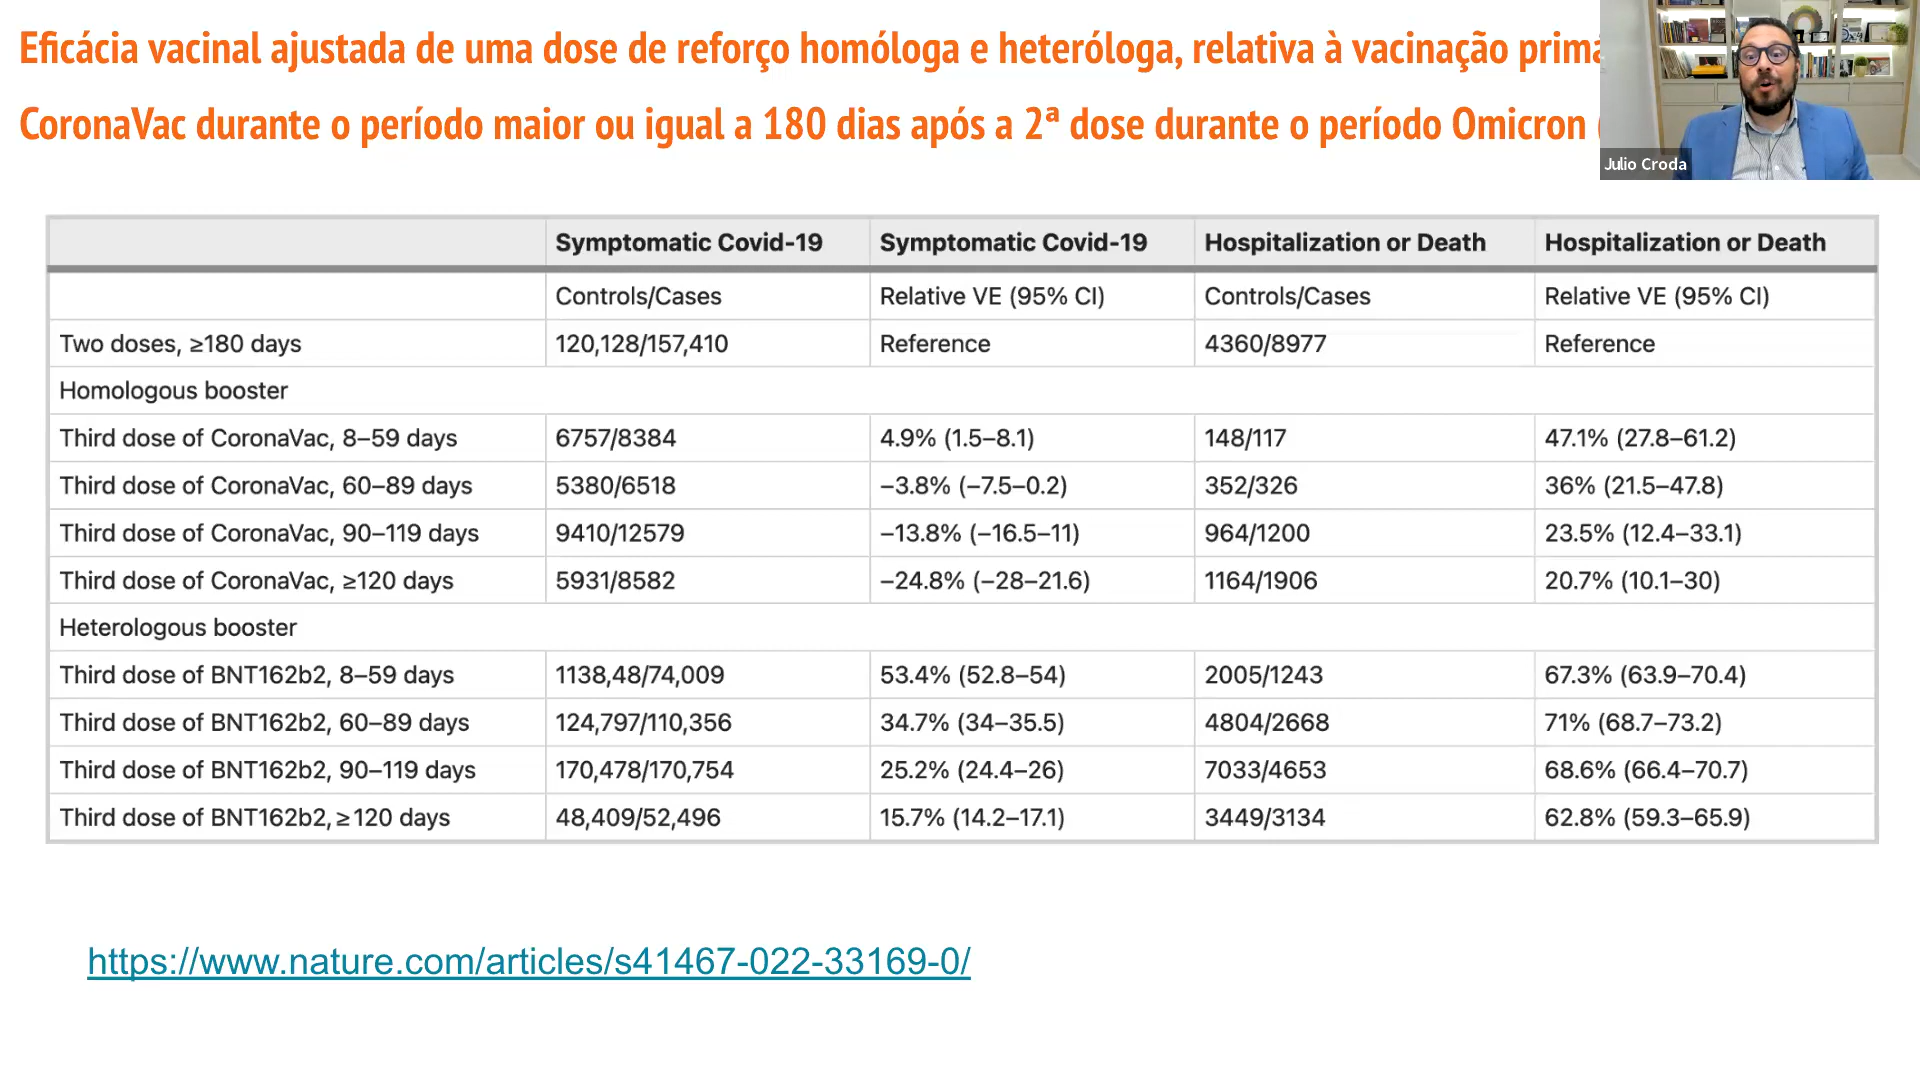 Eficácia vacinal ajustada de uma dose de reforço homóloga e heteróloga, relativa à vacinação
CoronaVac durante o período maior ou igual a 180 dias após a 2ª dose durante o período Omicron
Julio Croda
Symptomatic Covid-19 Symptomatic Covid-19 Hospitalization or Death Hospitalization or Death
Controls/Cases Relative VE (95% CI) Controls/Cases Relative VE (95% CI)
Two doses, ≥180 days 120,128/157,410 Reference 4360/8977 Reference
Homologous booster
Third dose of CoronaVac, 8–59 days 6757/8384 4.9% (1.5–8.1) 148/117 47.1% (27.8–61.2)
Third dose of CoronaVac, 60–89 days 5380/6518 −3.8% (−7.5–0.2) 352/326 36% (21.5–47.8)
Third dose of CoronaVac, 90–119 days 9410/12579 −13.8% (−16.5–11) 964/1200 23.5% (12.4–33.1)
Third dose of CoronaVac, ≥120 days 5931/8582 −24.8% (−28–21.6) 1164/1906 20.7% (10.1–30)
Heterologous booster
Third dose of BNT162b2, 8–59 days 1138,48/74,009 53.4% (52.8–54) 2005/1243 67.3% (63.9–70.4)
Third dose of BNT162b2, 60–89 days 124,797/110,356 34.7% (34–35.5) 4804/2668 71% (68.7–73.2)
Third dose of BNT162b2, 90–119 days 170,478/170,754 25.2% (24.4–26) 7033/4653 68.6% (66.4–70.7)
Third dose of BNT162b2, ≥120 days 48,409/52,496 15.7% (14.2–17.1) 3449/3134 62.8% (59.3–65.9)
https://www.nature.com/articles/s41467-022-33169-0/